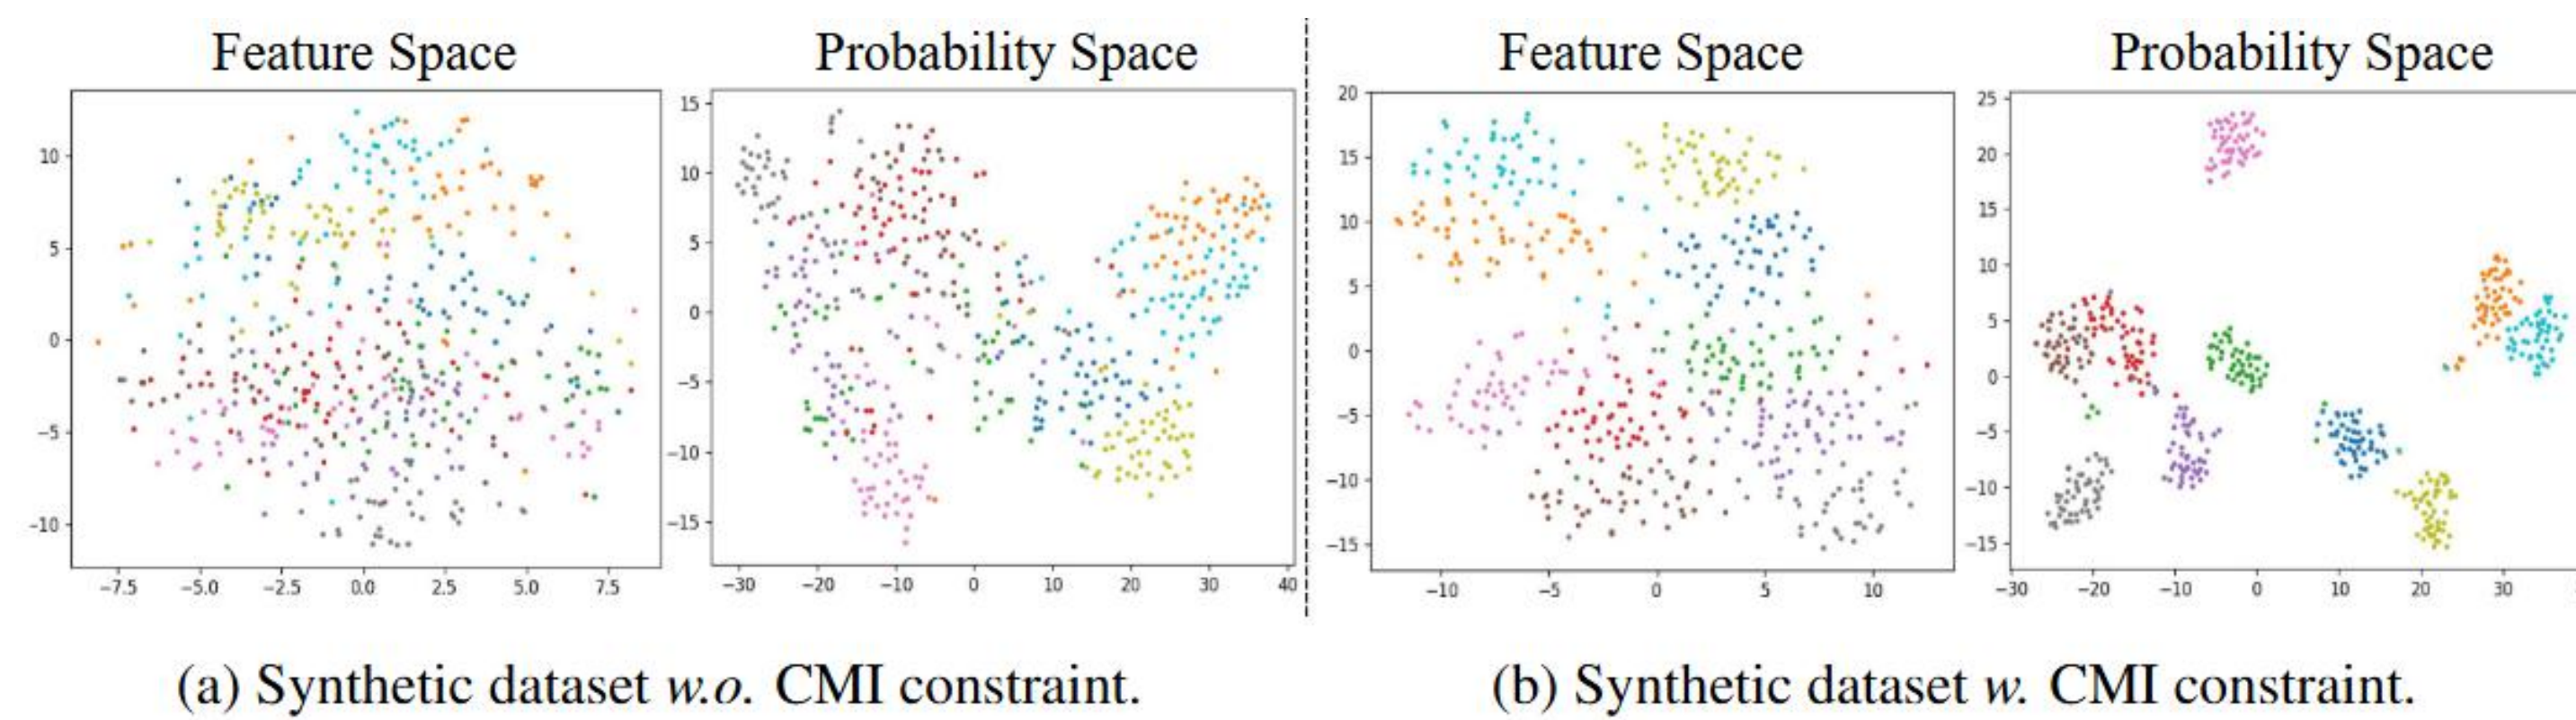 Feature Space
Probability Space
Feature Space
Probability Space
10
5
0
−5
−10
−7.5 −5.0 −2.5 0.0 2.5 5.0 7.5
15
10
5
0
−5
−10
−15
−30 −20 −10 0 10 20 30 40
20
15
10
5
0
−5
−10
−15
−10 −5 0 5 10
25
20
15
10
5
0
−5
−10
−15
−30 −20 −10 0 10 20 30
(a) Synthetic dataset w.o. CMI constraint.
(b) Synthetic dataset w. CMI constraint.